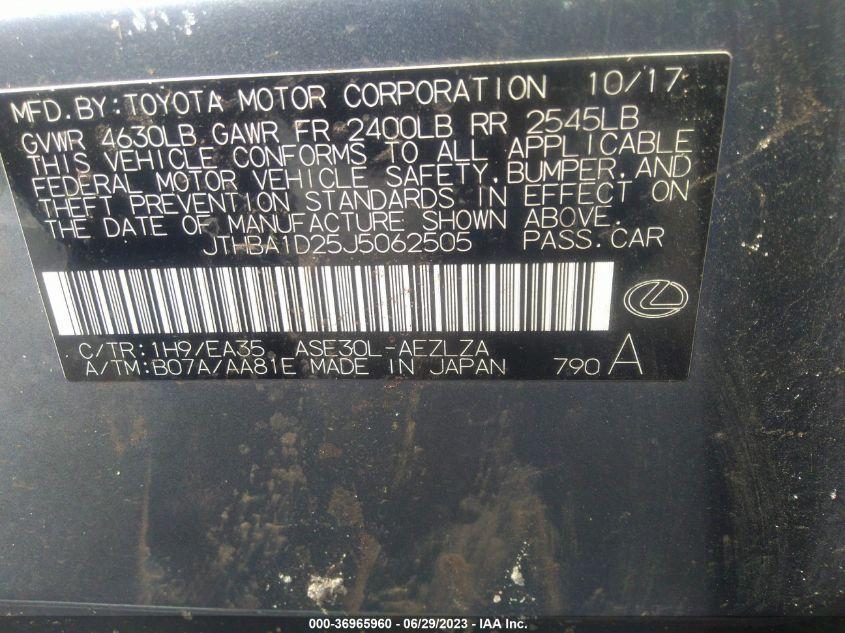 MFD.BY:TOYOTA MOTOR CORPORATION 10/17
GVWR 4630LB GAWR FR 2400LB RR 2545LB
THIS VEHICLE CONFORMS TO ALL APPLICABLE
FEDERAL MOTOR VEHICLE SAFETY,BUMPER,AND
THEFT PREVENTION STANDARDS IN EFFECT ON
THE DATE OF MANUFACTURE SHOWN ABOVE.
JTHBA1D25J5062505 PASS.CAR
C/TR:1H9/EA35 ASE30L-AEZLZA
A/TM:B07A/AA81E MADE IN JAPAN 790 A
000-36965960 - 06/29/2023 - IAA Inc.